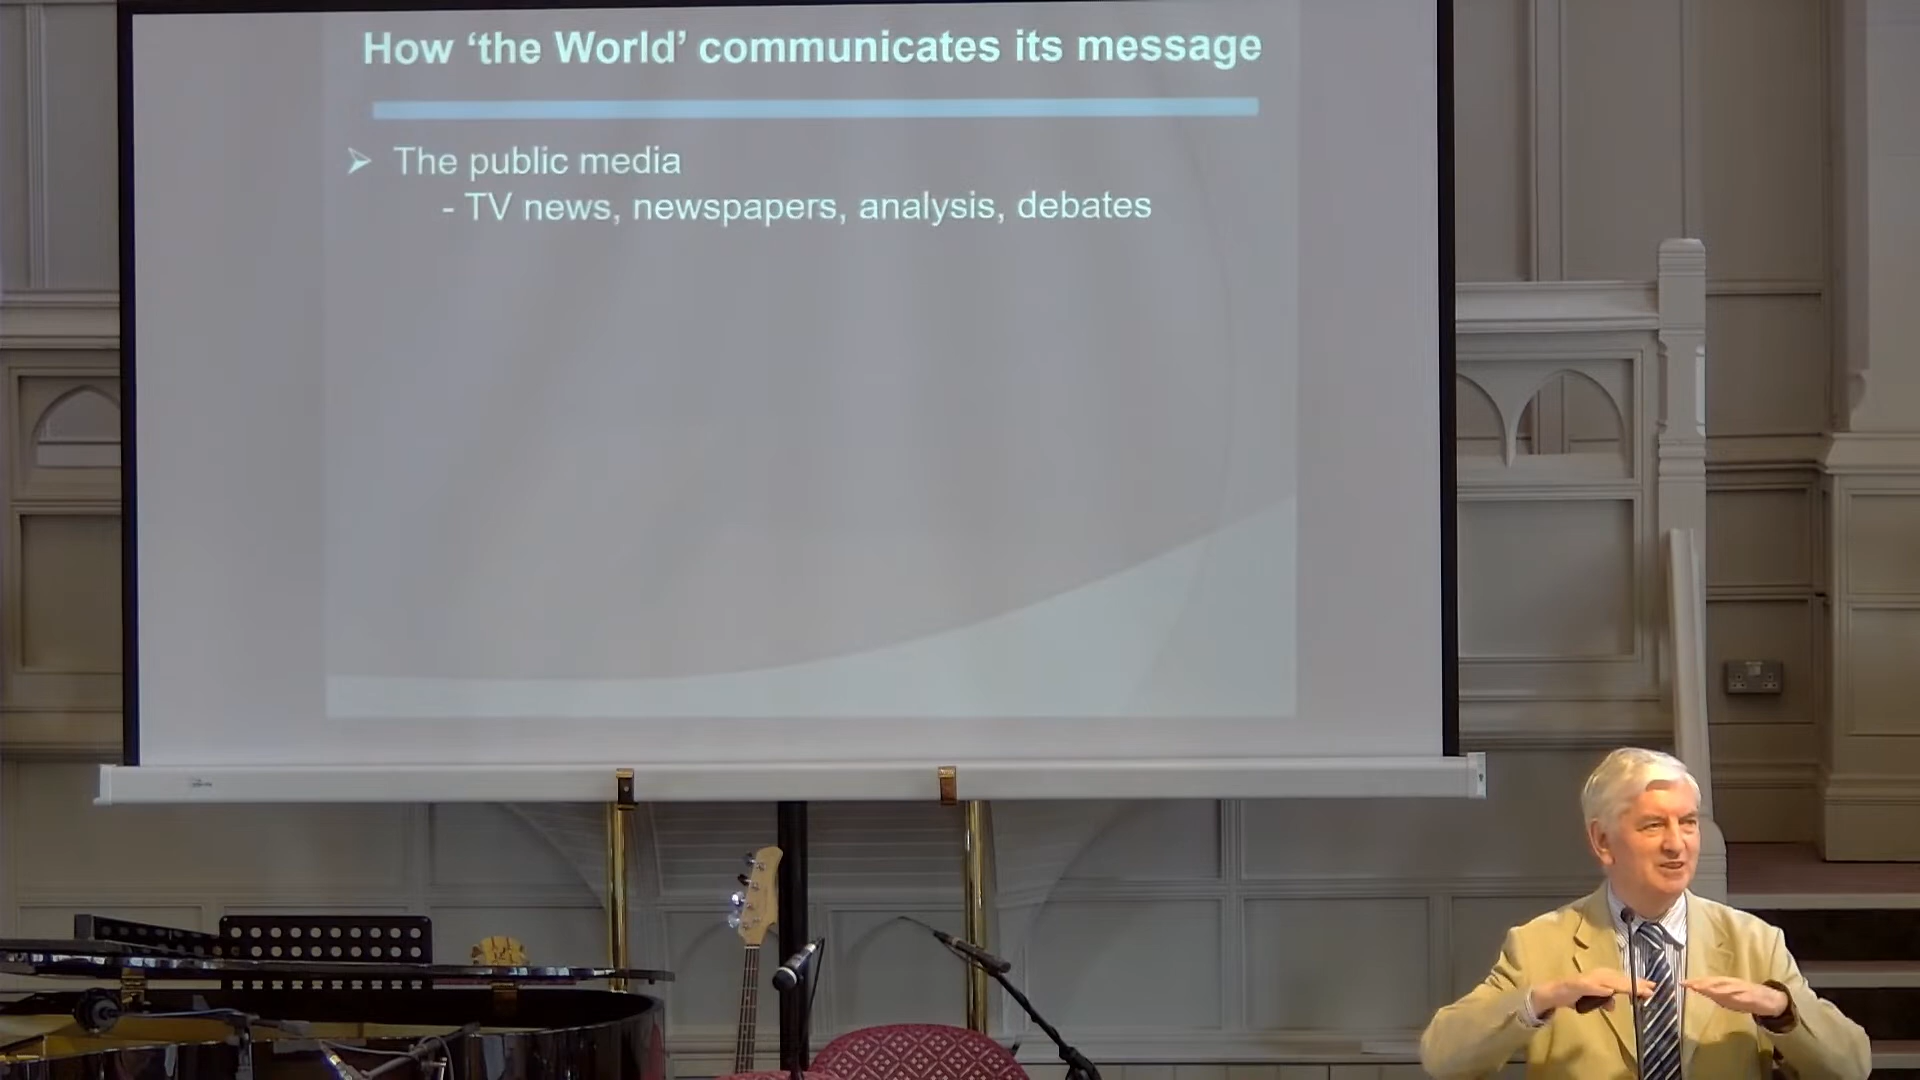 How ‘the World’ communicates its message
➢ The public media
- TV news, newspapers, analysis, debates